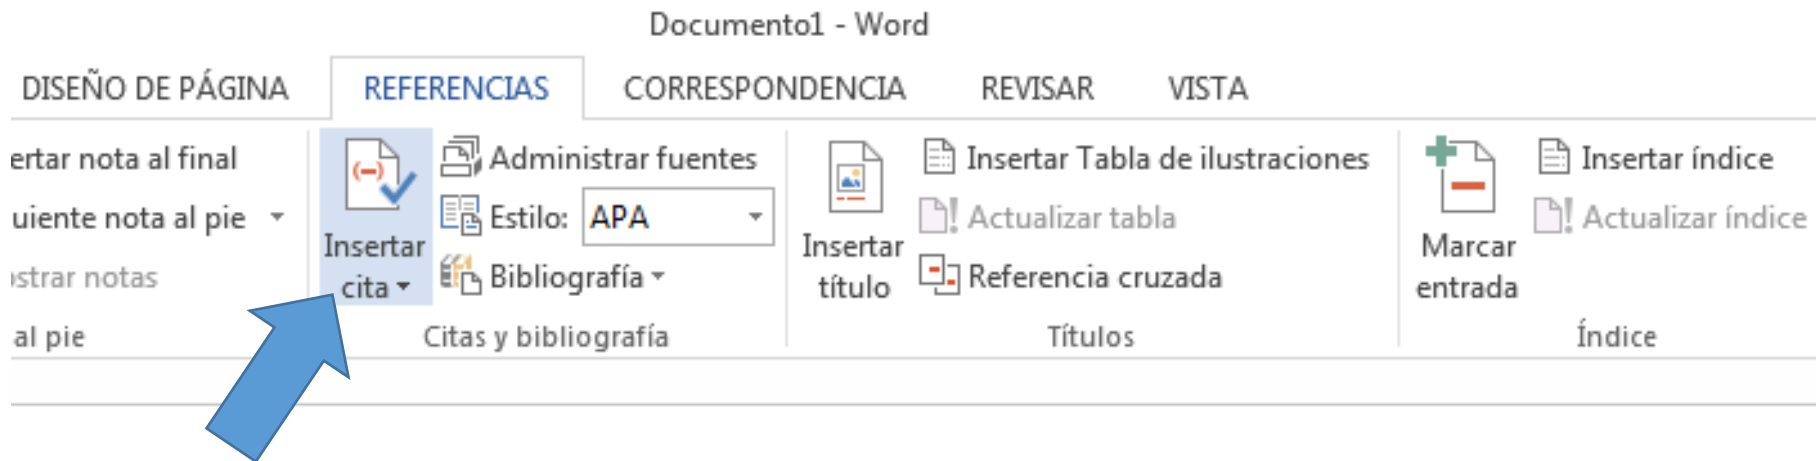 Documento1 - Word
DISEÑO DE PÁGINA REFERENCIAS CORRESPONDENCIA REVISAR VISTA
ertar nota al final
uiente nota al pie
ostrar notas
al pie
Insertar
cita
Administrar fuentes
Estilo: APA
Bibliografía
Citas y bibliografía
Insertar
título
Insertar Tabla de ilustraciones
Actualizar tabla
Referencia cruzada
Títulos
Marcar
entrada
Insertar índice
Actualizar índice
Índice